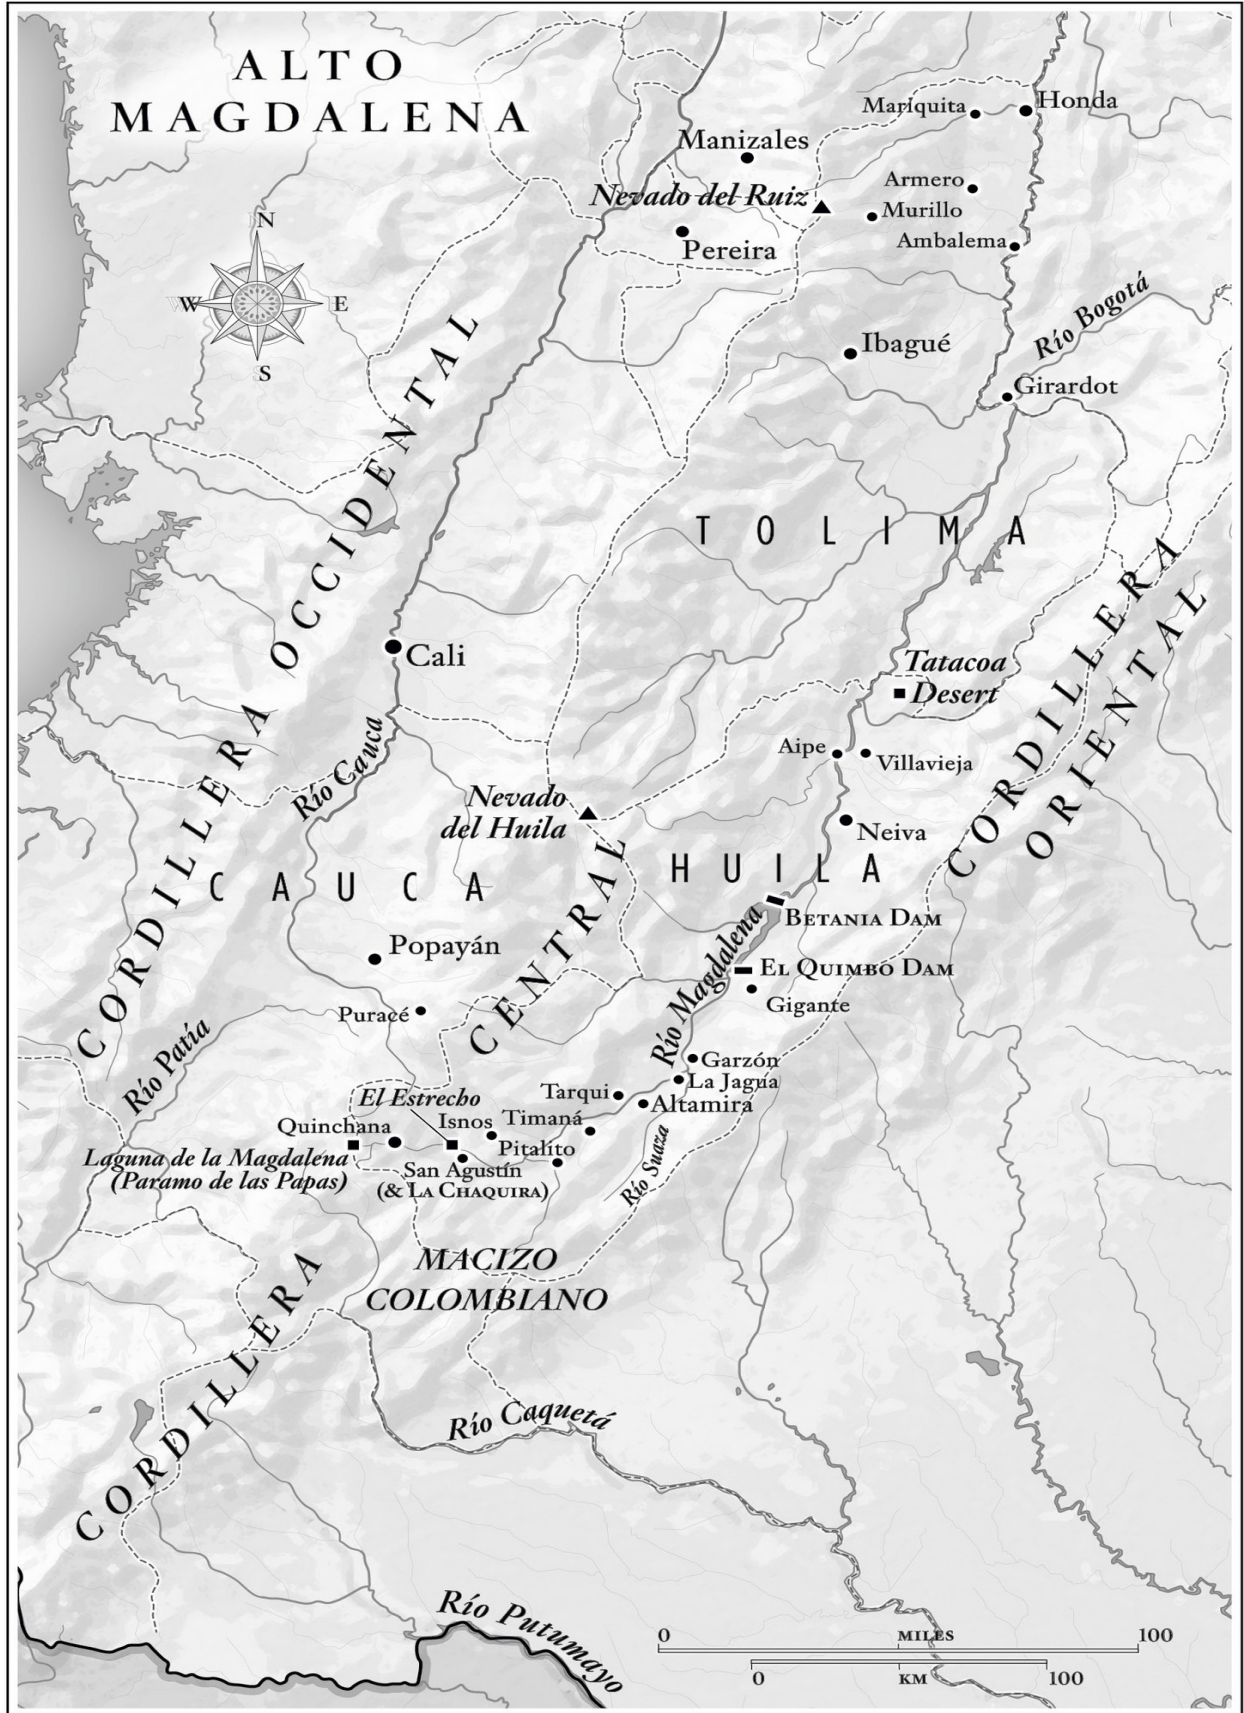 ALTO
MAGDALENA
N
W
E
S
Mariquita
Honda
Manizales
Nevado del Ruiz
Armero
Murillo
Pereira
Ambalema
Río Bogotá
Ibagué
Girardot
CORDILLERA OCCIDENTAL
TOLIMA
Cali
Tatacoa
Desert
CORDILLERA
ORIENTAL
Río Cauca
Aipe
Villavieja
Nevado
del Huila
Neiva
HUILA
CAUCA
CENTRAL
Betania Dam
Popayán
Río Magdalena
El Quimbo Dam
Gigante
Puracé
Río Patía
Garzón
La Jagua
Tarqui
Altamira
El Estrecho
Quinchana
Isnos
Timaná
Pitalito
Laguna de la Magdalena
(Paramo de las Papas)
San Agustín
(& La Chaquira)
Río Suaza
MACIZO
COLOMBIANO
CORDILLERA
Río Caquetá
Río Putumayo
0 MILES 100
0 KM 100